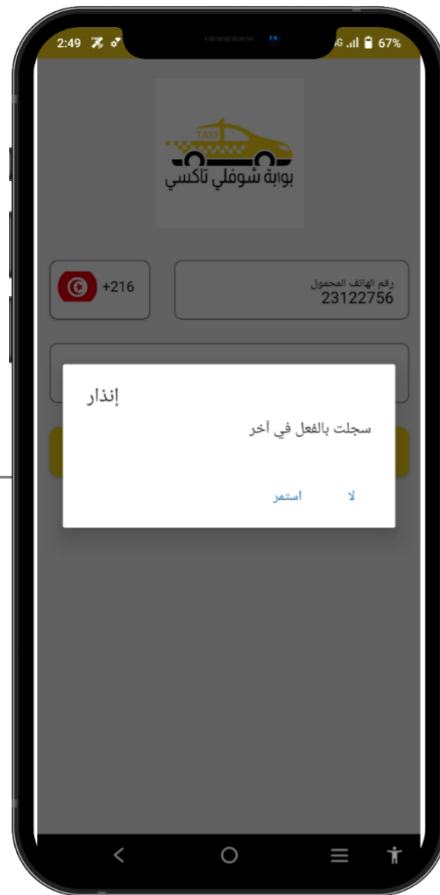 2:49
67%
TAXI
بوابة شوفلي تاكسي
+216
رقم الهاتف المحمول
23122756
إنذار
سجلت بالفعل في آخر
لا استمر